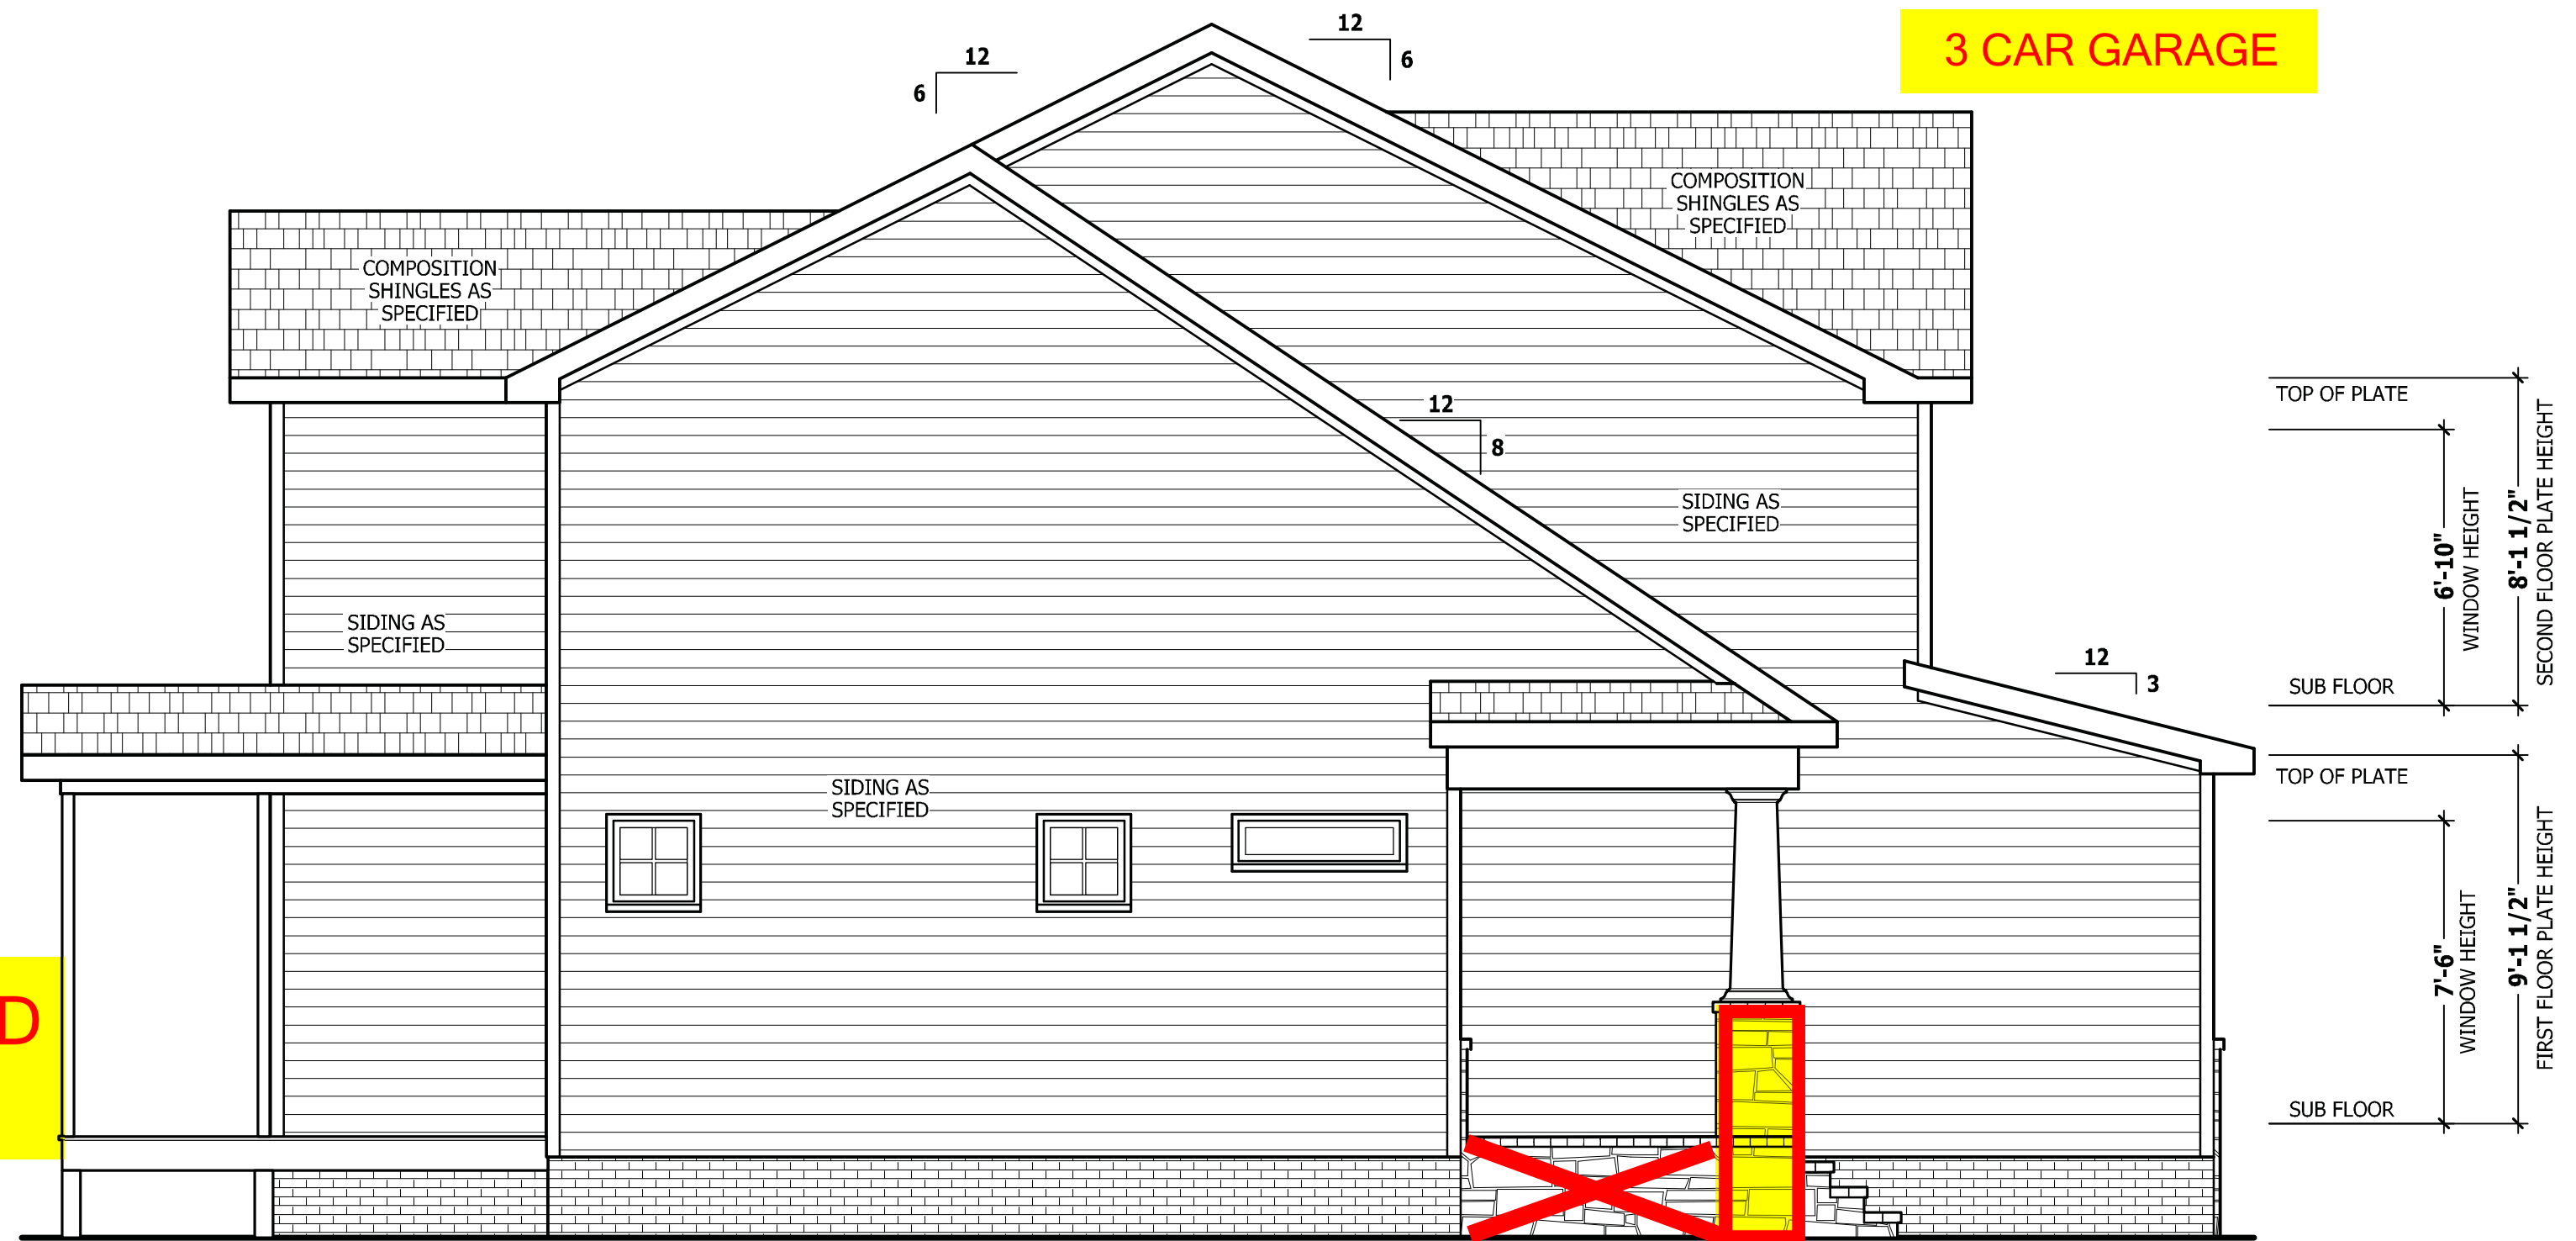 12
6
12
6
3 CAR GARAGE
COMPOSITION
SHINGLES AS
SPECIFIED
COMPOSITION
SHINGLES AS
SPECIFIED
12
8
SIDING AS
SPECIFIED
SIDING AS
SPECIFIED
SIDING AS
SPECIFIED
12
3
TOP OF PLATE
6'-10"
WINDOW HEIGHT
8'-1 1/2"
SECOND FLOOR PLATE HEIGHT
SUB FLOOR
TOP OF PLATE
7'-6"
WINDOW HEIGHT
9'-1 1/2"
FIRST FLOOR PLATE HEIGHT
SUB FLOOR
D